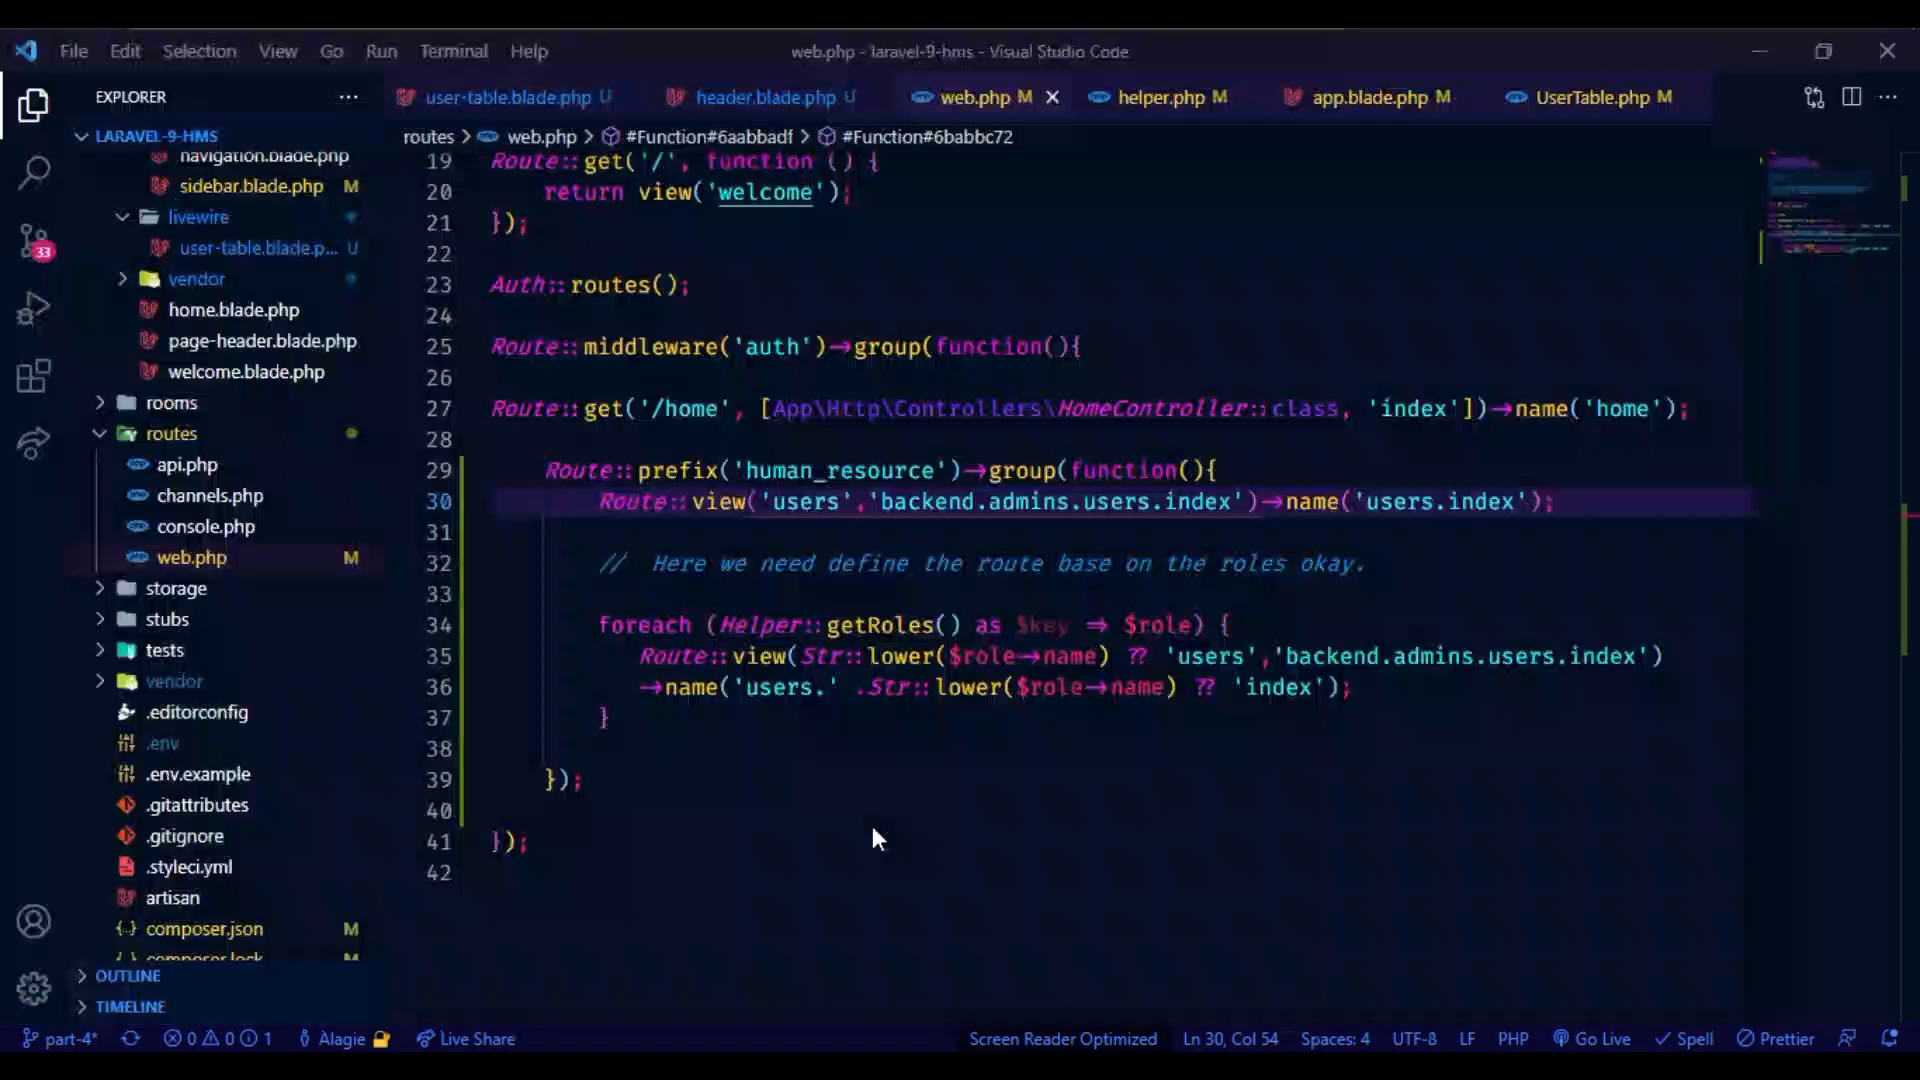 File Edit Selection View Go Run Terminal Help
web.php - laravel-9-hms - Visual Studio Code
EXPLORER
user-table.blade.php U
header.blade.php U
web.php M
helper.php M
app.blade.php M
UserTable.php M
LARAVEL-9-HMS
navigation.blade.php
sidebar.blade.php M
livewire
user-table.blade.p... U
vendor
home.blade.php
page-header.blade.php
welcome.blade.php
rooms
routes
api.php
channels.php
console.php
web.php M
storage
stubs
tests
vendor
.editorconfig
.env
.env.example
.gitattributes
.gitignore
.styleci.yml
artisan
composer.json M
composer.lock M
OUTLINE
TIMELINE
33
routes > web.php > #Function#6aabbadf > #Function#6babbc72
19 Route::get('/', function () {
20 return view('welcome');
21 });
22
23 Auth::routes();
24
25 Route::middleware('auth')->group(function(){
26
27 Route::get('/home', [App\Http\Controllers\HomeController::class, 'index'])->name('home');
28
29 Route::prefix('human_resource')->group(function(){
30 Route::view('users','backend.admins.users.index')->name('users.index');
31
32 // Here we need define the route base on the roles okay.
33
34 foreach (Helper::getRoles() as $key => $role) {
35 Route::view(Str::lower($role->name) ?? 'users','backend.admins.users.index')
36 ->name('users.' .Str::lower($role->name) ?? 'index');
37 }
38
39 });
40
41 });
42
part-4* 0 0 1 Alagie Live Share
Screen Reader Optimized Ln 30, Col 54 Spaces: 4 UTF-8 LF PHP Go Live Spell Prettier